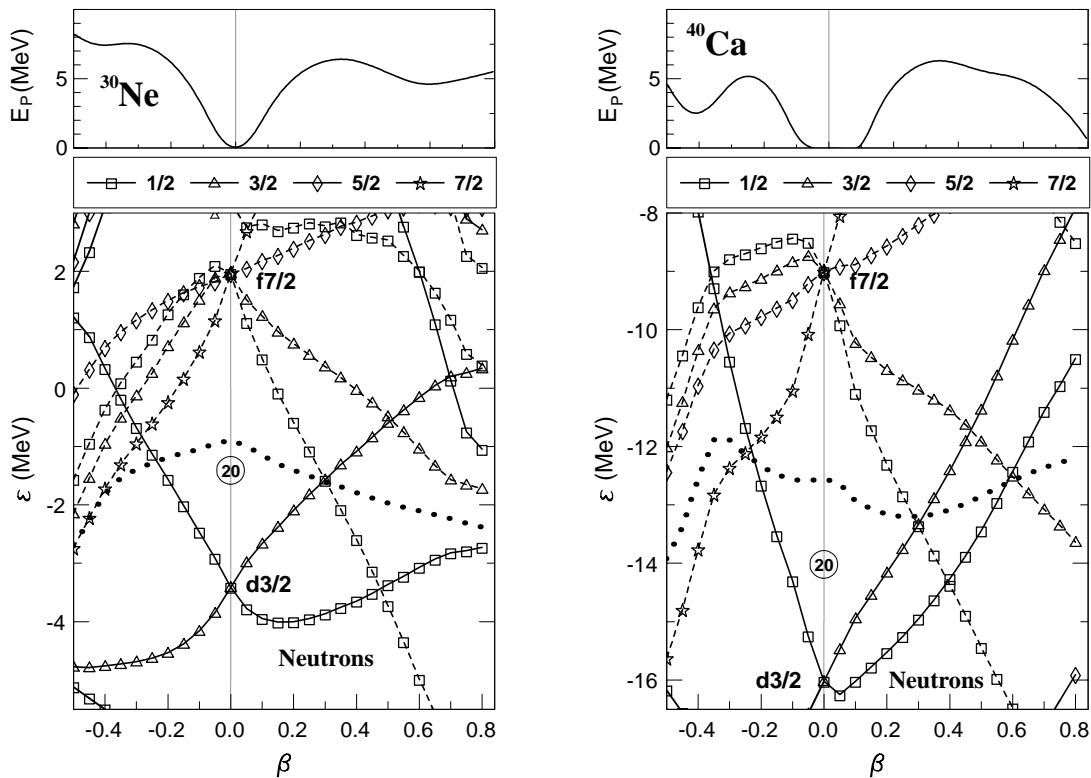 E_P (MeV)
5
0
³⁰Ne
1/2 3/2 5/2 7/2
ε (MeV)
2
0
-2
-4
f7/2
20
d3/2
Neutrons
-0.4 -0.2 0.0 0.2 0.4 0.6 0.8
β
E_P (MeV)
5
0
⁴⁰Ca
1/2 3/2 5/2 7/2
ε (MeV)
-8
-10
-12
-14
-16
f7/2
20
d3/2
Neutrons
-0.4 -0.2 0.0 0.2 0.4 0.6 0.8
β